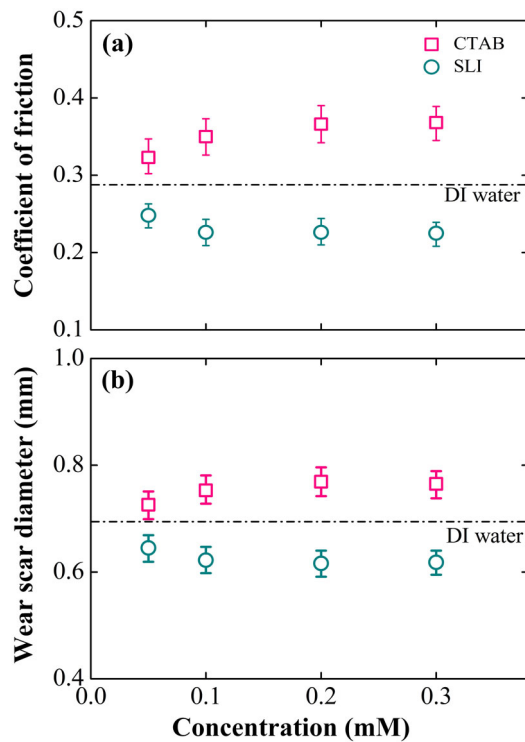 0.5
(a)
CTAB
SLI
0.4
0.3
DI water
0.2
0.1
Coefficient of friction
1.0
(b)
0.8
DI water
0.6
0.4
Wear scar diameter (mm)
0.0 0.1 0.2 0.3
Concentration (mM)